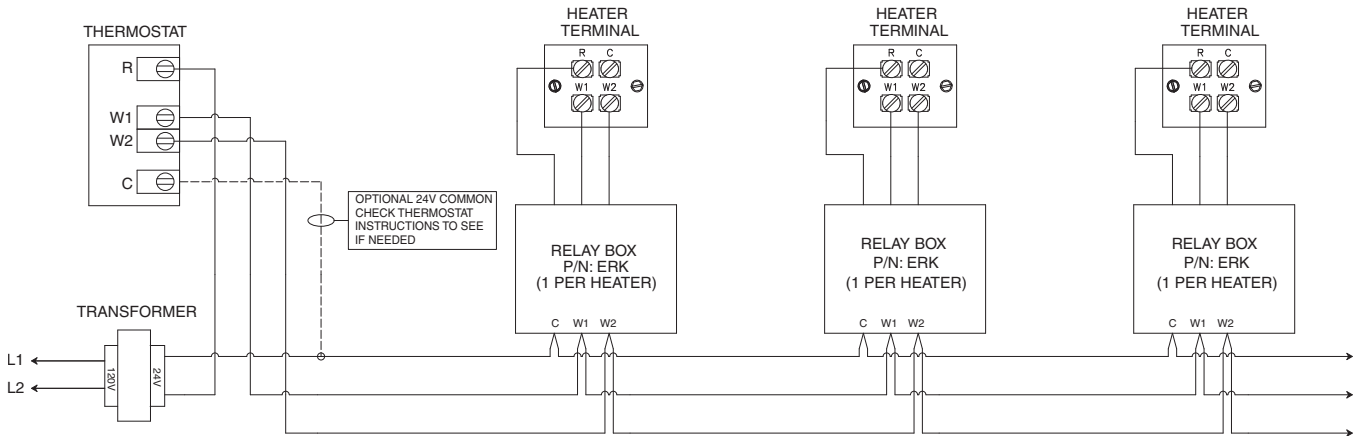 THERMOSTAT
R
W1
W2
C
OPTIONAL 24V COMMON
CHECK THERMOSTAT
INSTRUCTIONS TO SEE
IF NEEDED
TRANSFORMER
L1
L2
120V
24V
HEATER
TERMINAL
R C
W1 W2
RELAY BOX
P/N: ERK
(1 PER HEATER)
C W1 W2
HEATER
TERMINAL
R C
W1 W2
RELAY BOX
P/N: ERK
(1 PER HEATER)
C W1 W2
HEATER
TERMINAL
R C
W1 W2
RELAY BOX
P/N: ERK
(1 PER HEATER)
C W1 W2